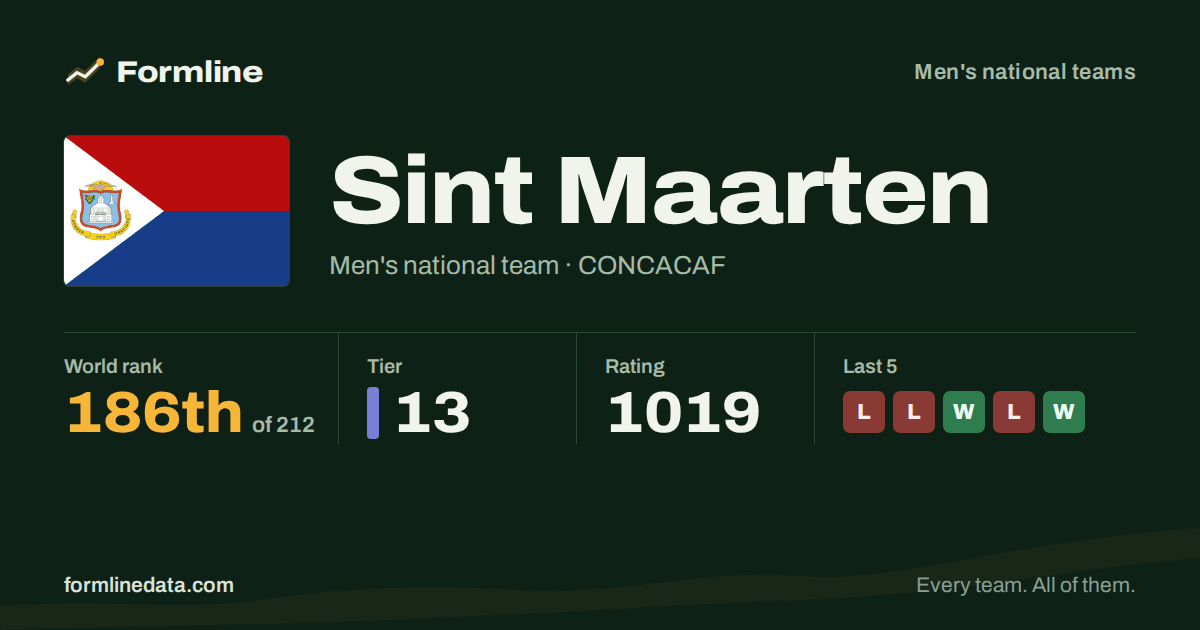 Formline
Men's national teams
Sint Maarten
Men's national team · CONCACAF
World rank
186th of 212
Tier
13
Rating
1019
Last 5
L L W L W
formlinedata.com
Every team. All of them.